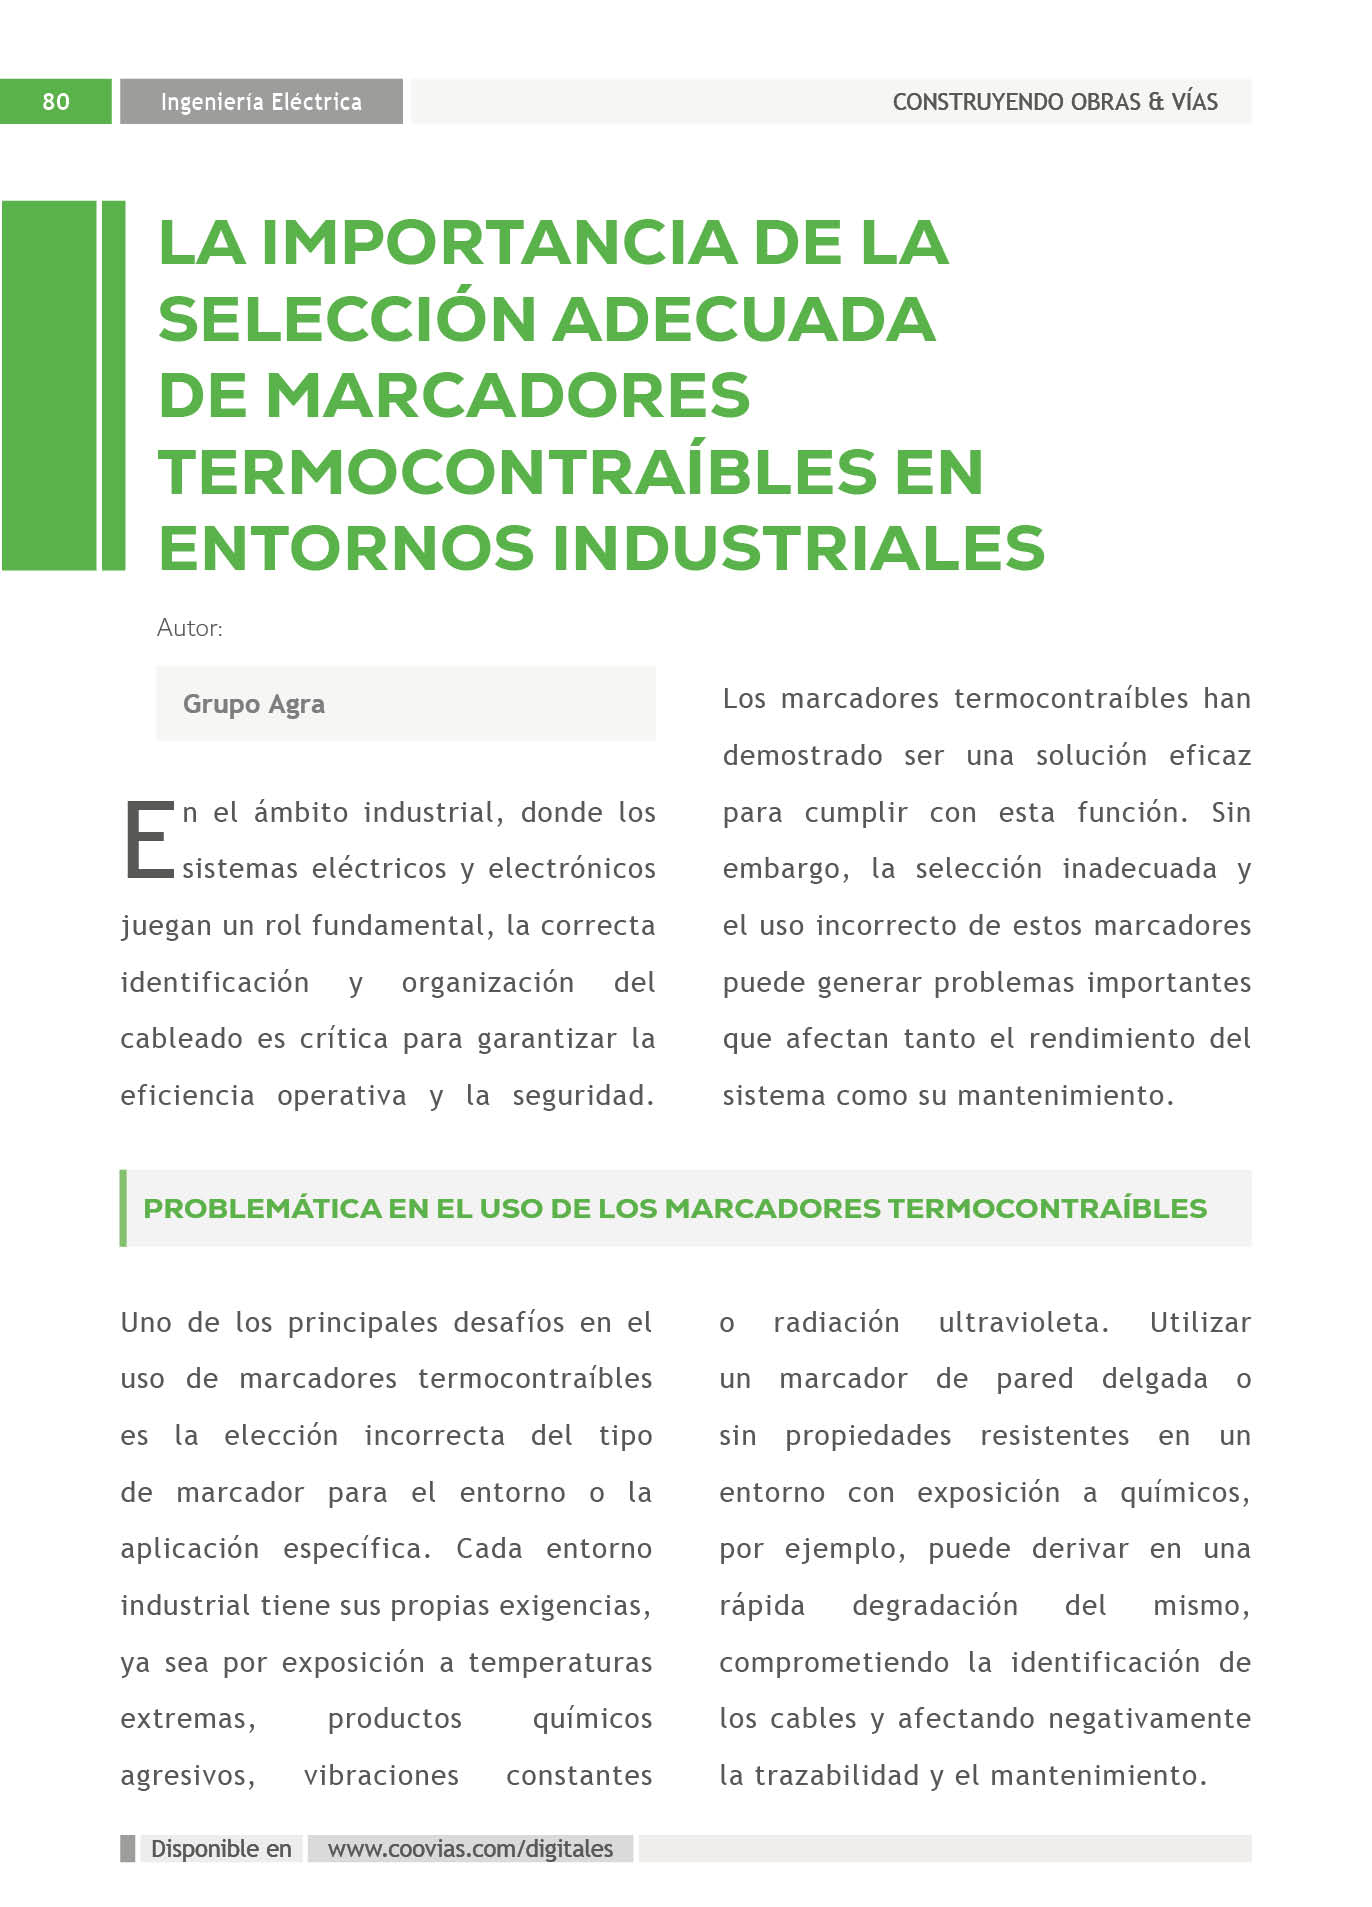 80
Ingeniería Eléctrica
CONSTRUYENDO OBRAS & VÍAS
LA IMPORTANCIA DE LA
SELECCIÓN ADECUADA
DE MARCADORES
TERMOCONTRAÍBLES EN
ENTORNOS INDUSTRIALES
Autor:
Grupo Agra
En el ámbito industrial, donde los
sistemas eléctricos y electrónicos
juegan un rol fundamental, la correcta
identificación y organización del
cableado es crítica para garantizar la
eficiencia operativa y la seguridad.
Los marcadores termocontraíbles han
demostrado ser una solución eficaz
para cumplir con esta función. Sin
embargo, la selección inadecuada y
el uso incorrecto de estos marcadores
puede generar problemas importantes
que afectan tanto el rendimiento del
sistema como su mantenimiento.
PROBLEMÁTICA EN EL USO DE LOS MARCADORES TERMOCONTRAÍBLES
Uno de los principales desafíos en el
uso de marcadores termocontraíbles
es la elección incorrecta del tipo
de marcador para el entorno o la
aplicación específica. Cada entorno
industrial tiene sus propias exigencias,
ya sea por exposición a temperaturas
extremas, productos químicos
agresivos, vibraciones constantes
o radiación ultravioleta. Utilizar
un marcador de pared delgada o
sin propiedades resistentes en un
entorno con exposición a químicos,
por ejemplo, puede derivar en una
rápida degradación del mismo,
comprometiendo la identificación de
los cables y afectando negativamente
la trazabilidad y el mantenimiento.
Disponible en
www.coovias.com/digitales